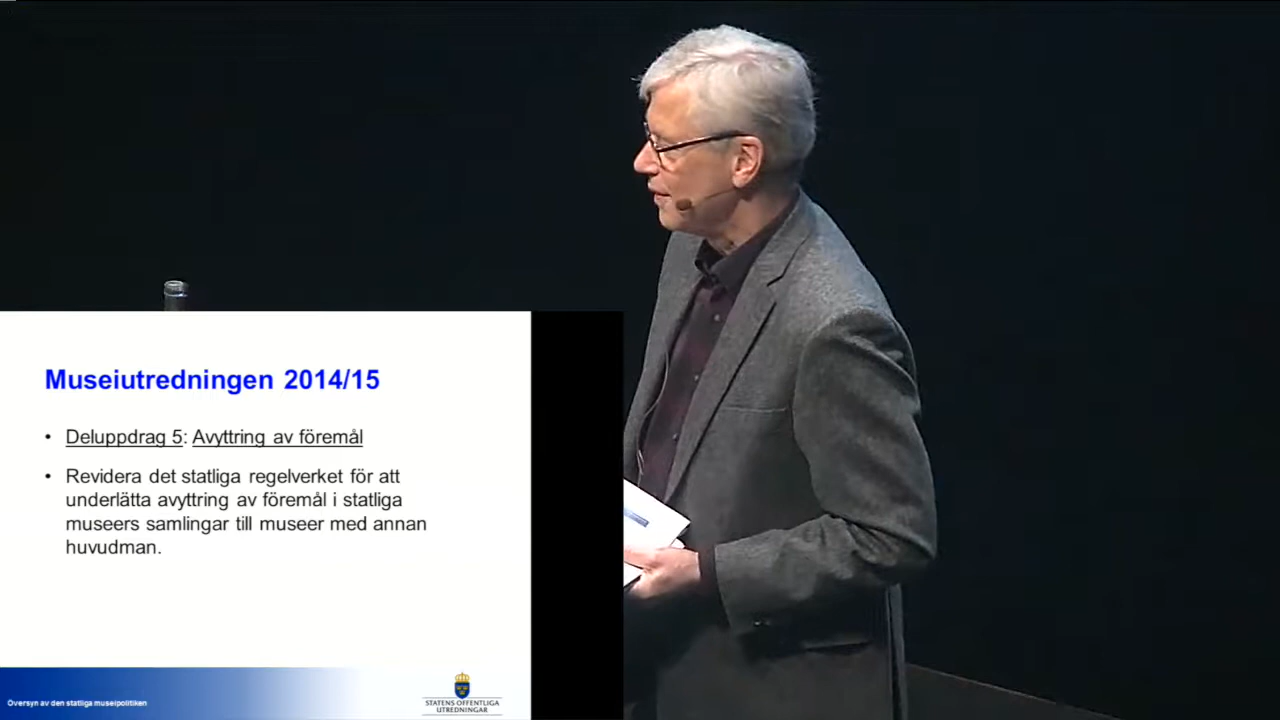 Museiutredningen 2014/15
• Deluppdrag 5: Avyttring av föremål
• Revidera det statliga regelverket för att
underlätta avyttring av föremål i statliga
museers samlingar till museer med annan
huvudman.
Översyn av den statliga museipolitiken
STATENS OFFENTLIGA
UTREDNINGAR